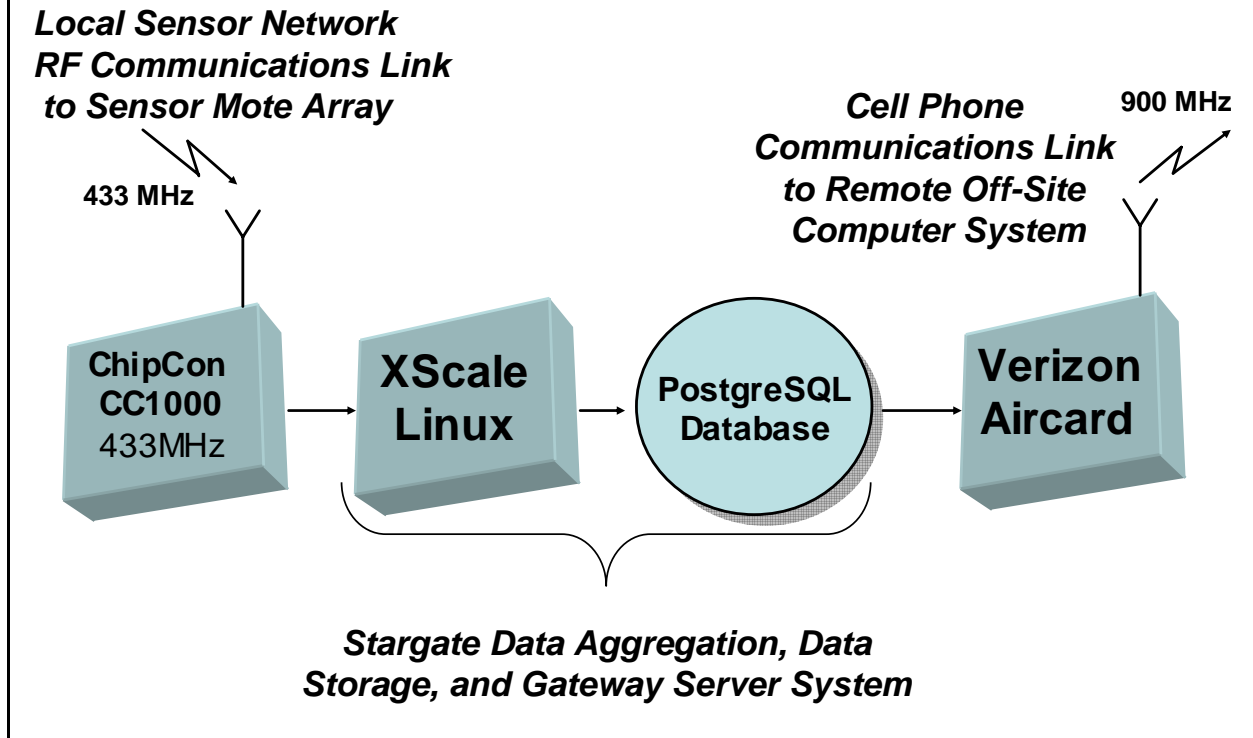 Local Sensor Network
RF Communications Link
to Sensor Mote Array
433 MHz
Cell Phone
Communications Link
to Remote Off-Site
Computer System
900 MHz
ChipCon
CC1000
433MHz
XScale
Linux
PostgreSQL
Database
Verizon
Aircard
Stargate Data Aggregation, Data
Storage, and Gateway Server System